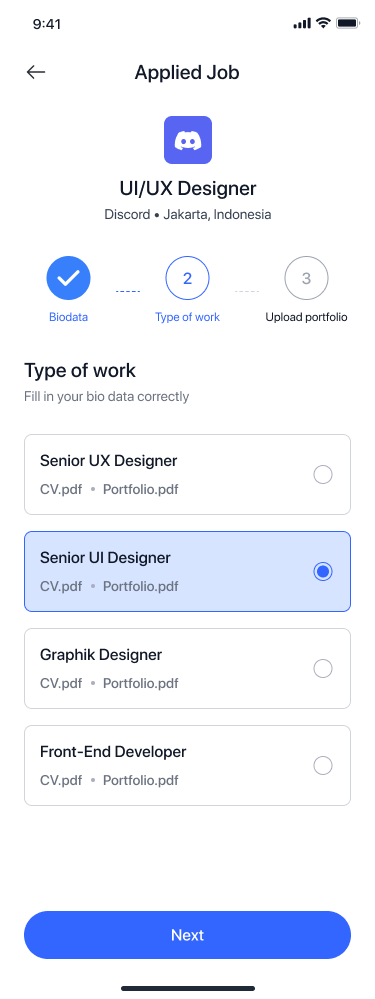 9:41
Applied Job
UI/UX Designer
Discord • Jakarta, Indonesia
2
3
Biodata
Type of work
Upload portfolio
Type of work
Fill in your bio data correctly
Senior UX Designer
CV.pdf • Portfolio.pdf
Senior UI Designer
CV.pdf • Portfolio.pdf
Graphik Designer
CV.pdf • Portfolio.pdf
Front-End Developer
CV.pdf • Portfolio.pdf
Next